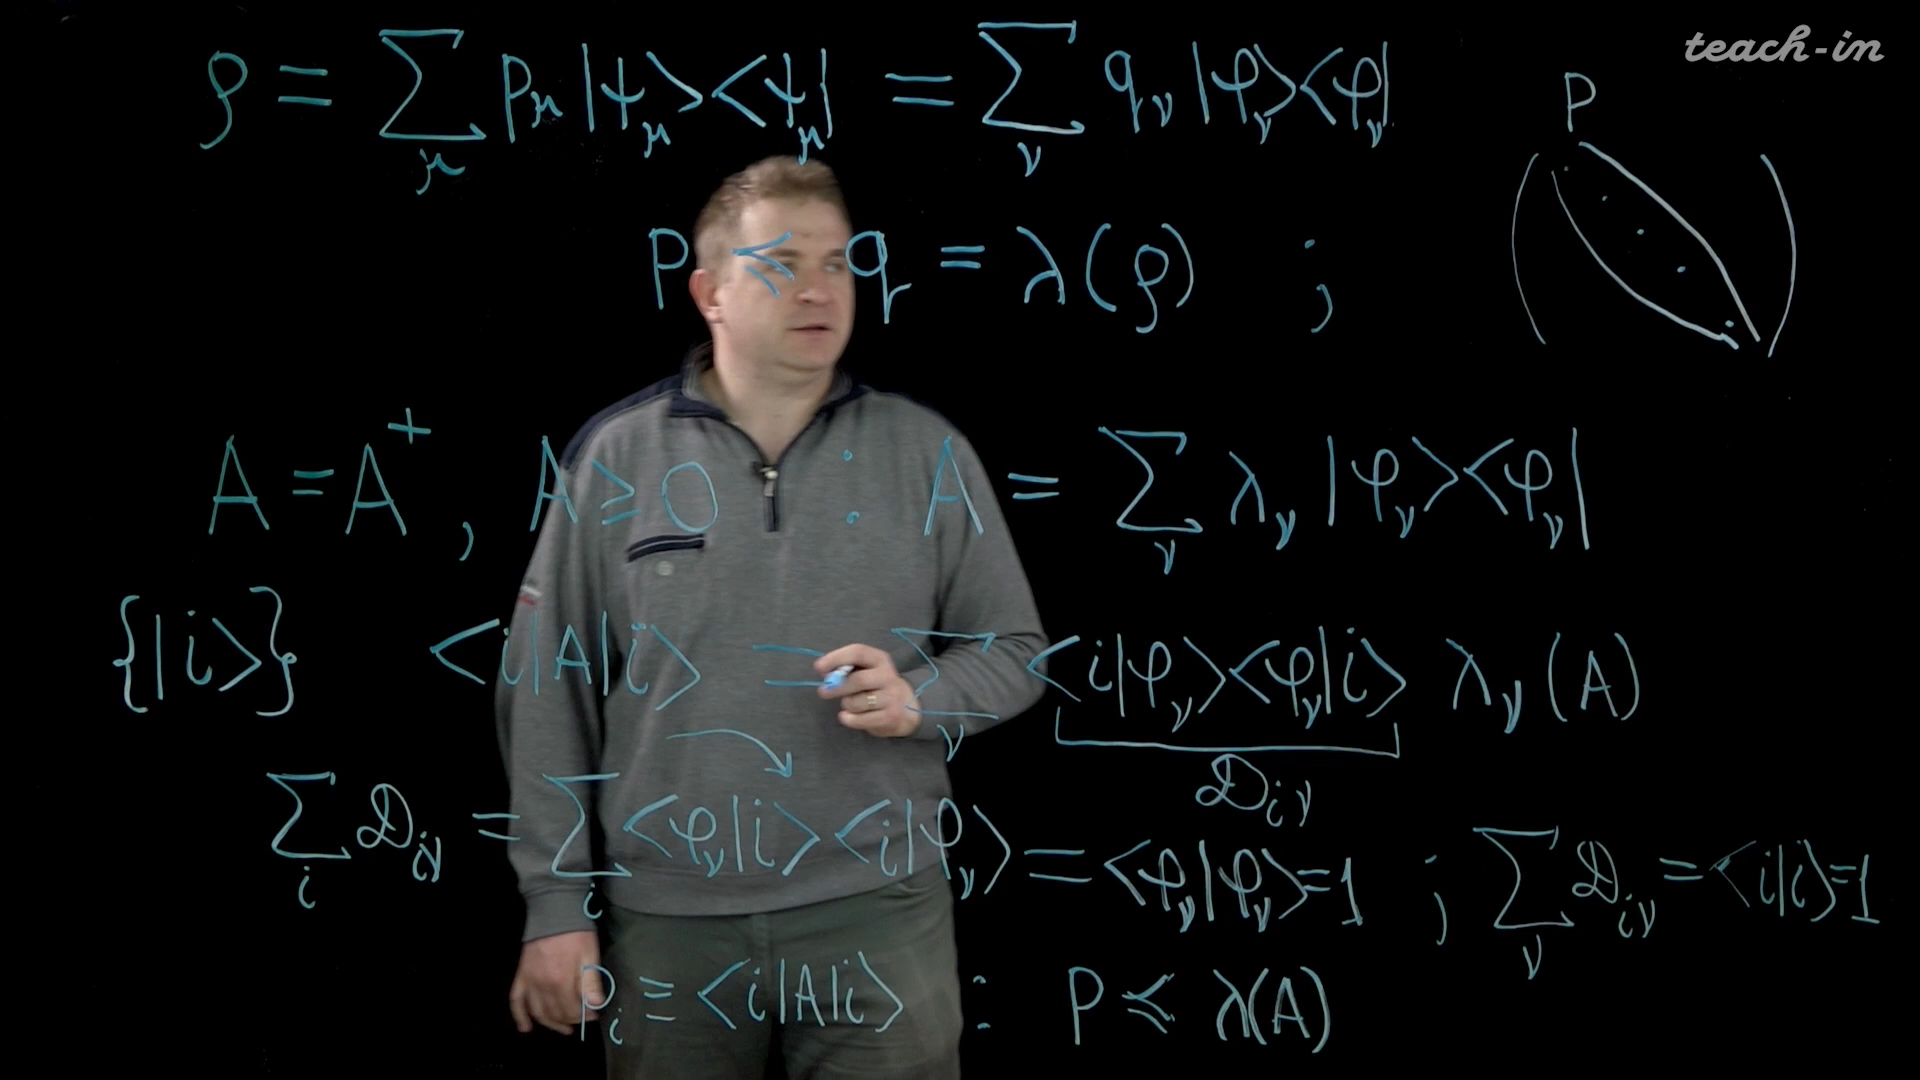 teach-in
ρ = ∑_μ p_μ |ψ_μ><ψ_μ| = ∑_ν q_ν |φ_ν><φ_ν|
P
p ≺ q = λ(ρ) ;
A = A⁺, A ≥ 0 : A = ∑_ν λ_ν |φ_ν><φ_ν|
{|i>} <i|A|i> = ∑_ν <i|φ_ν><φ_ν|i> λ_ν(A)
D_iν
∑_i D_iν = ∑_i <φ_ν|i><i|φ_ν> = <φ_ν|φ_ν> = 1 ; ∑_ν D_iν = <i|i> = 1
p_i ≡ <i|A|i> : p ≺ λ(A)